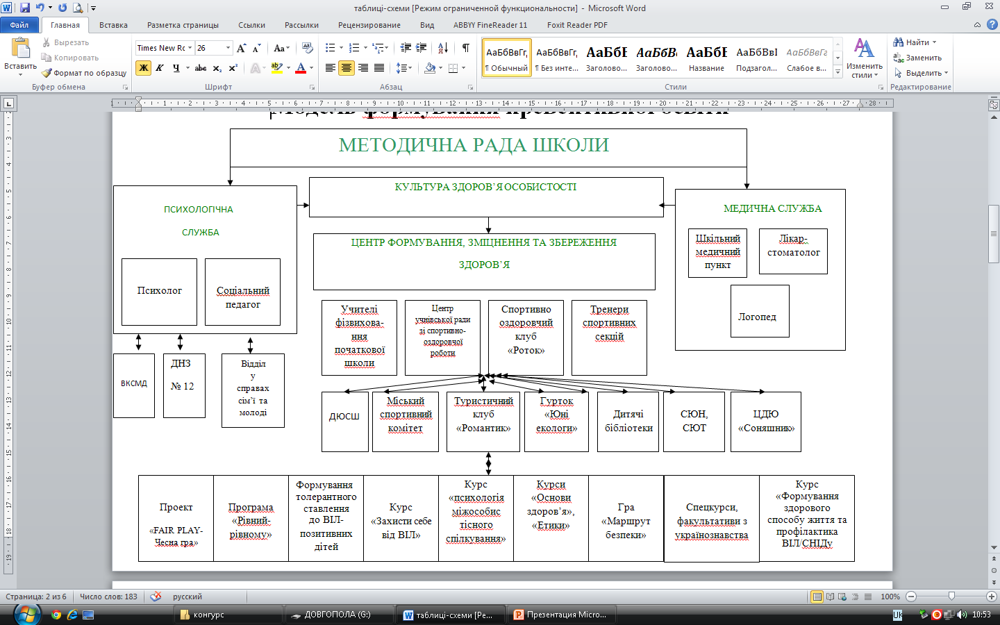 таблиці-схеми [Режим ограниченной функциональности] - Microsoft Word
Файл Главная Вставка Разметка страницы Ссылки Рассылки Рецензирование Вид ABBYY FineReader 11 Foxit Reader PDF
Вставить
Вырезать
Копировать
Формат по образцу
Буфер обмена
Times New Rc 26
Ж К Ч abc x₂ x²
Шрифт
Абзац
АаБбВвГг, АаБбВвГг, АаБбЕ АаБбВв АаБбЕ АаБбВвІ АаБбВвГг
¶ Обычный ¶ Без инте... Заголово... Заголово... Название Подзагол... Слабое в...
Стили
Изменить
стили
Найти
Заменить
Выделить
Редактирование
Модель формування превентивної освіти
МЕТОДИЧНА РАДА ШКОЛИ
ПСИХОЛОГІЧНА
СЛУЖБА
Психолог
Соціальний
педагог
КУЛЬТУРА ЗДОРОВ’Я ОСОБИСТОСТІ
ЦЕНТР ФОРМУВАННЯ, ЗМІЦНЕННЯ ТА ЗБЕРЕЖЕННЯ
ЗДОРОВ’Я
МЕДИЧНА СЛУЖБА
Шкільний
медичний
пункт
Лікар-
стоматолог
Логопед
Учителі
фізвихова-
ння
початкової
школи
Центр
учнівської ради
зі спортивно-
оздоровчої
роботи
Спортивно
оздоровчий
клуб
«Роток»
Тренери
спортивних
секцій
ВКСМД
ДНЗ
№ 12
Відділ
у
справах
сім’ї та
молоді
ДЮСШ
Міський
спортивний
комітет
Туристичний
клуб
«Романтик»
Гурток
«Юні
екологи»
Дитячі
бібліотеки
СЮН,
СЮТ
ЦДЮ
«Соняшник»
Проект
«FAIR PLAY-
Чесна гра»
Програма
«Рівний-
рівному»
Формування
толерантного
ставлення
до ВІЛ-
позитивних
дітей
Курс
«Захисти себе
від ВІЛ»
Курс
«психологія
міжособис
тісного
спілкування»
Курси
«Основи
здоров’я»,
«Етики»
Гра
«Маршрут
безпеки»
Спецкурси,
факультативи з
українознавства
Курс
«Формування
здорового
способу життя та
профілактика
ВІЛ/СНІДу
Страница: 2 из 6 Число слов: 183 русский 100%
конгурс ДОВГОПОЛА (G:) таблиці-схеми [Ре... Презентация Micro... Uk 10:53